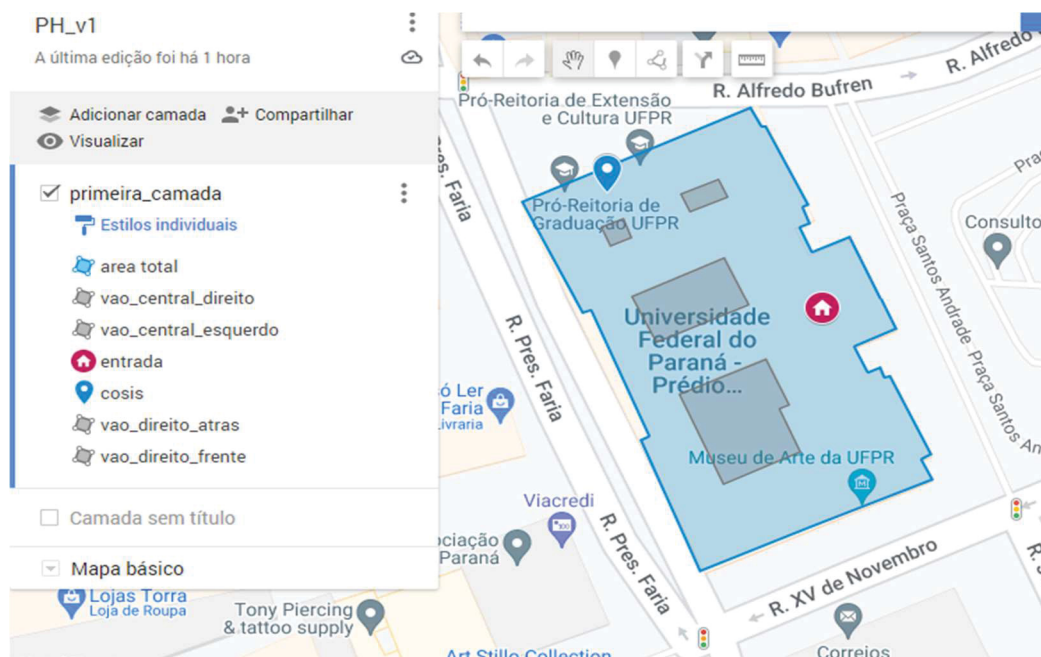 PH_v1
A última edição foi há 1 hora
Adicionar camada
Compartilhar
Visualizar
primeira_camada
Estilos individuais
area total
vao_central_direito
vao_central_esquerdo
entrada
cosis
vao_direito_atras
vao_direito_frente
Camada sem título
Mapa básico
R. Alfredo
R. Alfredo Bufren
Pró-Reitoria de Extensão
e Cultura UFPR
Pres. Faria
Pró-Reitoria de
Graduação UFPR
Consulto
Praça Santos Andrade
Praça Santos An
Universidade
Federal do
Paraná -
Prédio...
R. Pres. Faria
ó Ler
Faria
Livraria
Museu de Arte da UFPR
Viacredi
ociação
Paraná
R. Pres. Faria
R. XV de Novembro
Lojas Torra
Loja de Roupa
Tony Piercing
& tattoo supply
Art Stillo Collection
Correios